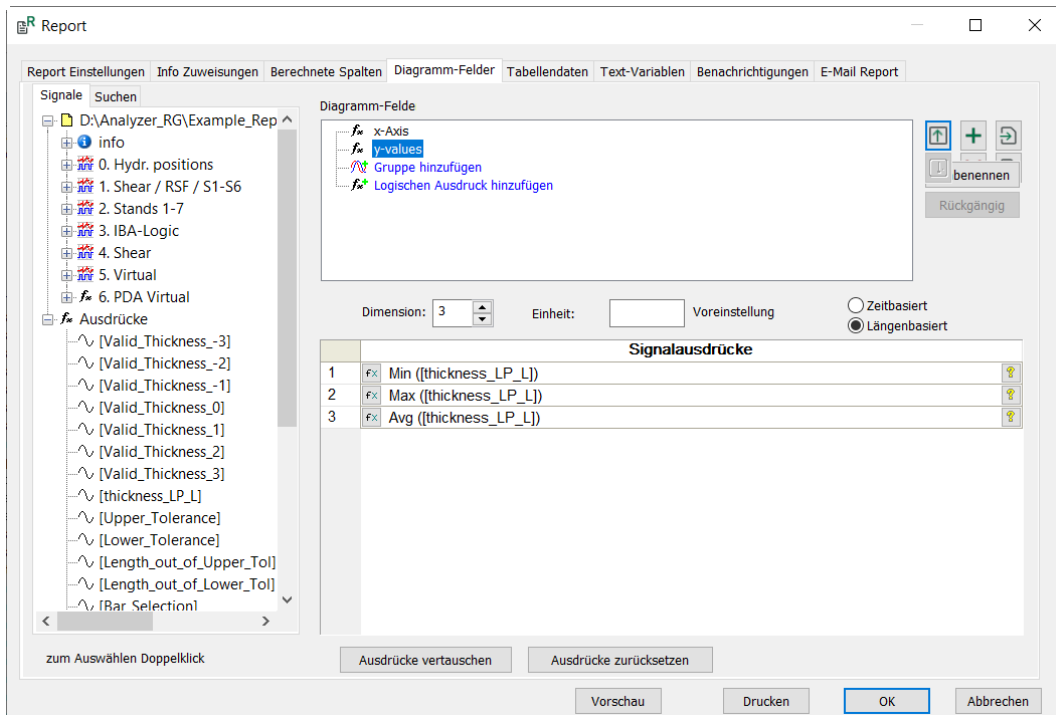 Report
Report Einstellungen Info Zuweisungen Berechnete Spalten Diagramm-Felder Tabellendaten Text-Variablen Benachrichtigungen E-Mail Report
Signale Suchen
D:\Analyzer_RG\Example_Rep
info
0. Hydr. positions
1. Shear / RSF / S1-S6
2. Stands 1-7
3. IBA-Logic
4. Shear
5. Virtual
6. PDA Virtual
Ausdrücke
[Valid_Thickness_-3]
[Valid_Thickness_-2]
[Valid_Thickness_-1]
[Valid_Thickness_0]
[Valid_Thickness_1]
[Valid_Thickness_2]
[Valid_Thickness_3]
[thickness_LP_L]
[Upper_Tolerance]
[Lower_Tolerance]
[Length_out_of_Upper_Tol]
[Length_out_of_Lower_Tol]
[Bar_Selection]
zum Auswählen Doppelklick
Diagramm-Felde
x-Axis
y-values
Gruppe hinzufügen
Logischen Ausdruck hinzufügen
benennen
Rückgängig
Dimension: 3 Einheit: Voreinstellung
Zeitbasiert
Längenbasiert
Signalausdrücke
1 fx Min ([thickness_LP_L])
2 fx Max ([thickness_LP_L])
3 fx Avg ([thickness_LP_L])
Ausdrücke vertauschen Ausdrücke zurücksetzen
Vorschau Drucken OK Abbrechen